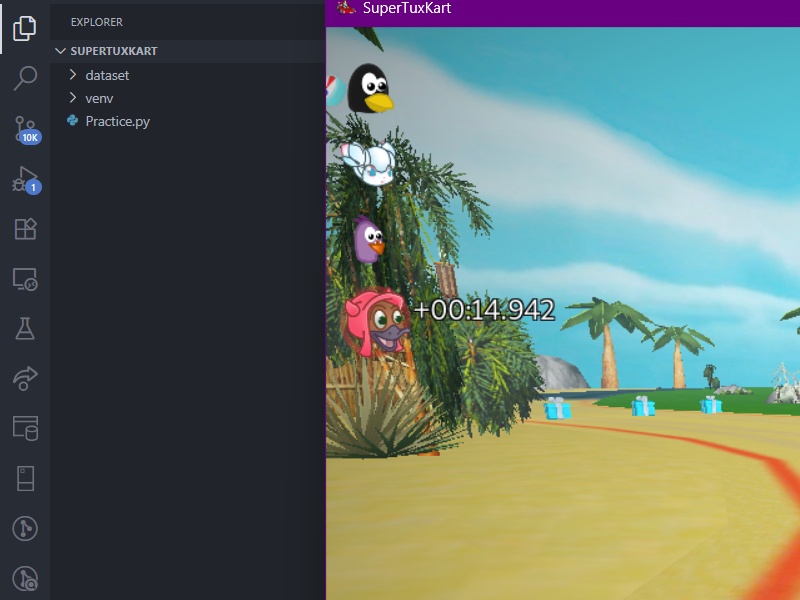 EXPLORER
SUPERTUXKART
dataset
venv
Practice.py
10K
1
SuperTuxKart
+00:14.942